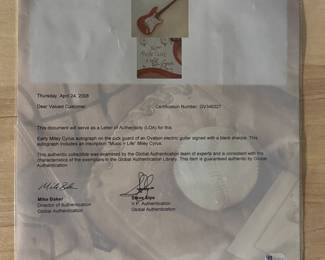 Thursday, April 24, 2008
Dear Valued Customer,
Certification Number: GV346327
This document will serve as a Letter of Authenticity (LOA) for this:
Early Miley Cyrus autograph on the pick guard of an Ovation electric guitar signed with a black sharpie. This
autograph includes an inscription "Music = Life" Miley Cyrus.
This authentic collectible was examined by the Global Authentication team of experts and is consistent with the
characteristics of the exemplars in the Global Authentication Library. This item is guaranteed authentic by Global
Authentication.
Mike Baker
Director of Authentication
Global Authentication
Steve Sipe
V.P. Authentication
Global Authentication